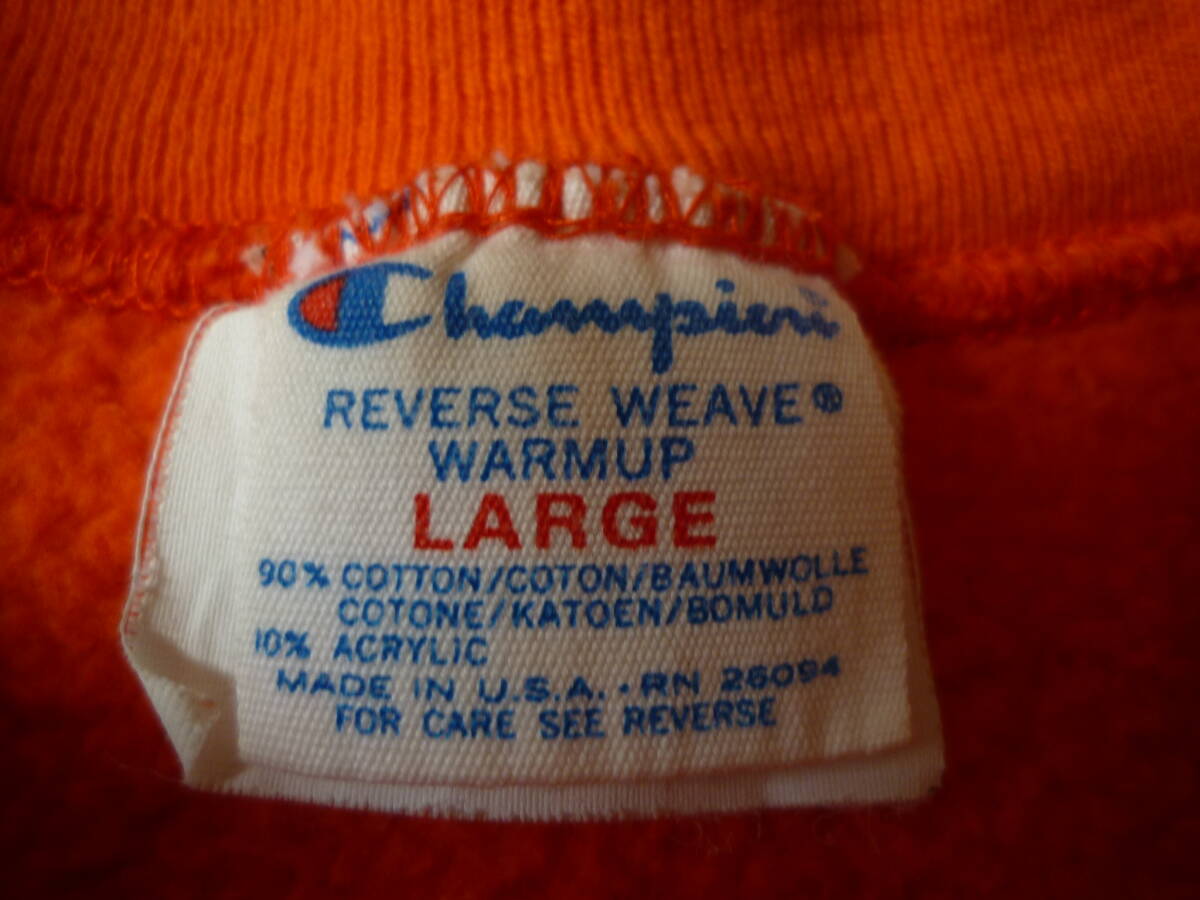 Champion
REVERSE WEAVE®
WARMUP
LARGE
90% COTTON/COTON/BAUMWOLLE
COTONE/KATOEN/BOMULD
10% ACRYLIC
MADE IN U.S.A. · RN 26094
FOR CARE SEE REVERSE